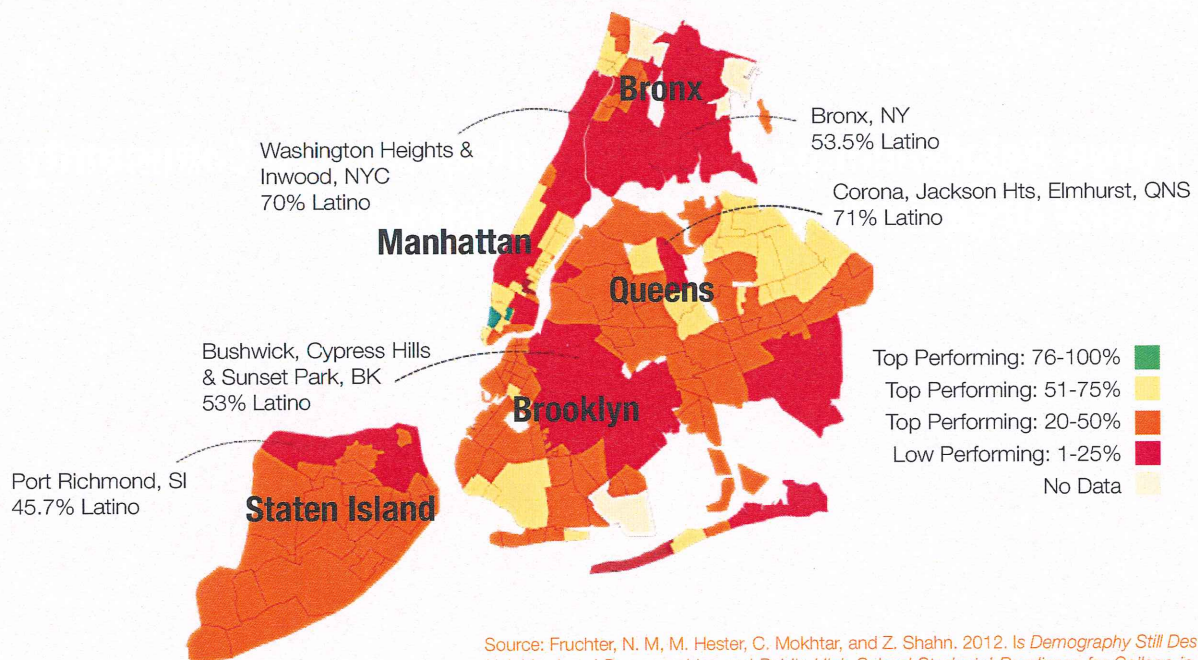 Bronx
Bronx, NY
53.5% Latino
Washington Heights &
Inwood, NYC
70% Latino
Corona, Jackson Hts, Elmhurst, QNS
71% Latino
Manhattan
Queens
Bushwick, Cypress Hills
& Sunset Park, BK
53% Latino
Brooklyn
Top Performing: 76-100%
Top Performing: 51-75%
Top Performing: 20-50%
Low Performing: 1-25%
No Data
Port Richmond, SI
45.7% Latino
Staten Island
Source: Fruchter, N. M, M. Hester, C. Mokhtar, and Z. Shahn. 2012. Is Demography Still Des